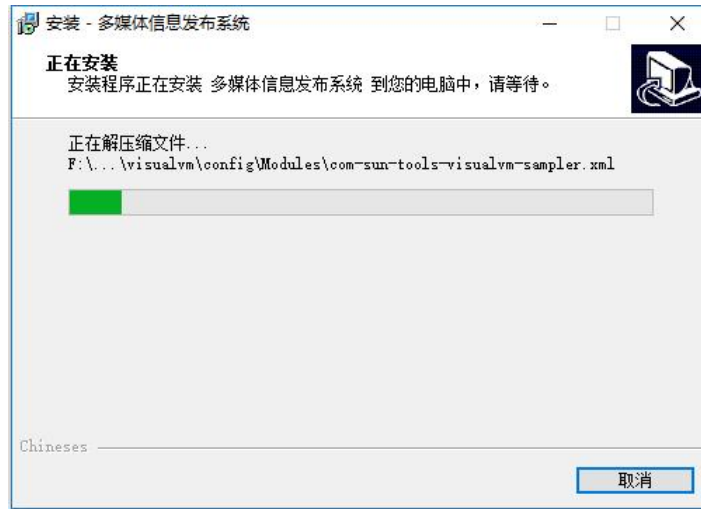 安装 - 多媒体信息发布系统
正在安装
安装程序正在安装 多媒体信息发布系统 到您的电脑中，请等待。
正在解压缩文件...
F:\...\visualvm\config\Modules\com-sun-tools-visualvm-sampler.xml
Chineses
取消